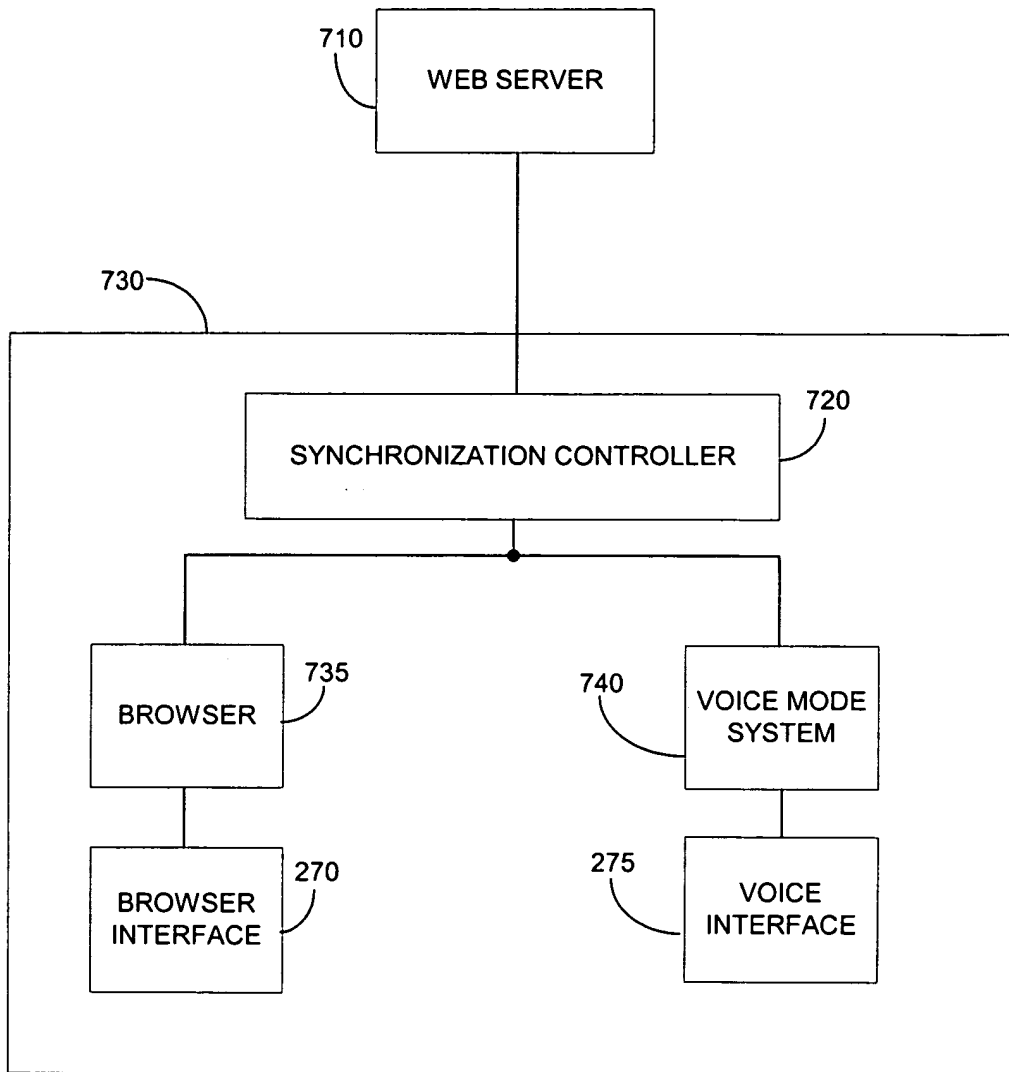 710
WEB SERVER
730
720
SYNCHRONIZATION CONTROLLER
735
BROWSER
740
VOICE MODE
SYSTEM
270
BROWSER
INTERFACE
275
VOICE
INTERFACE